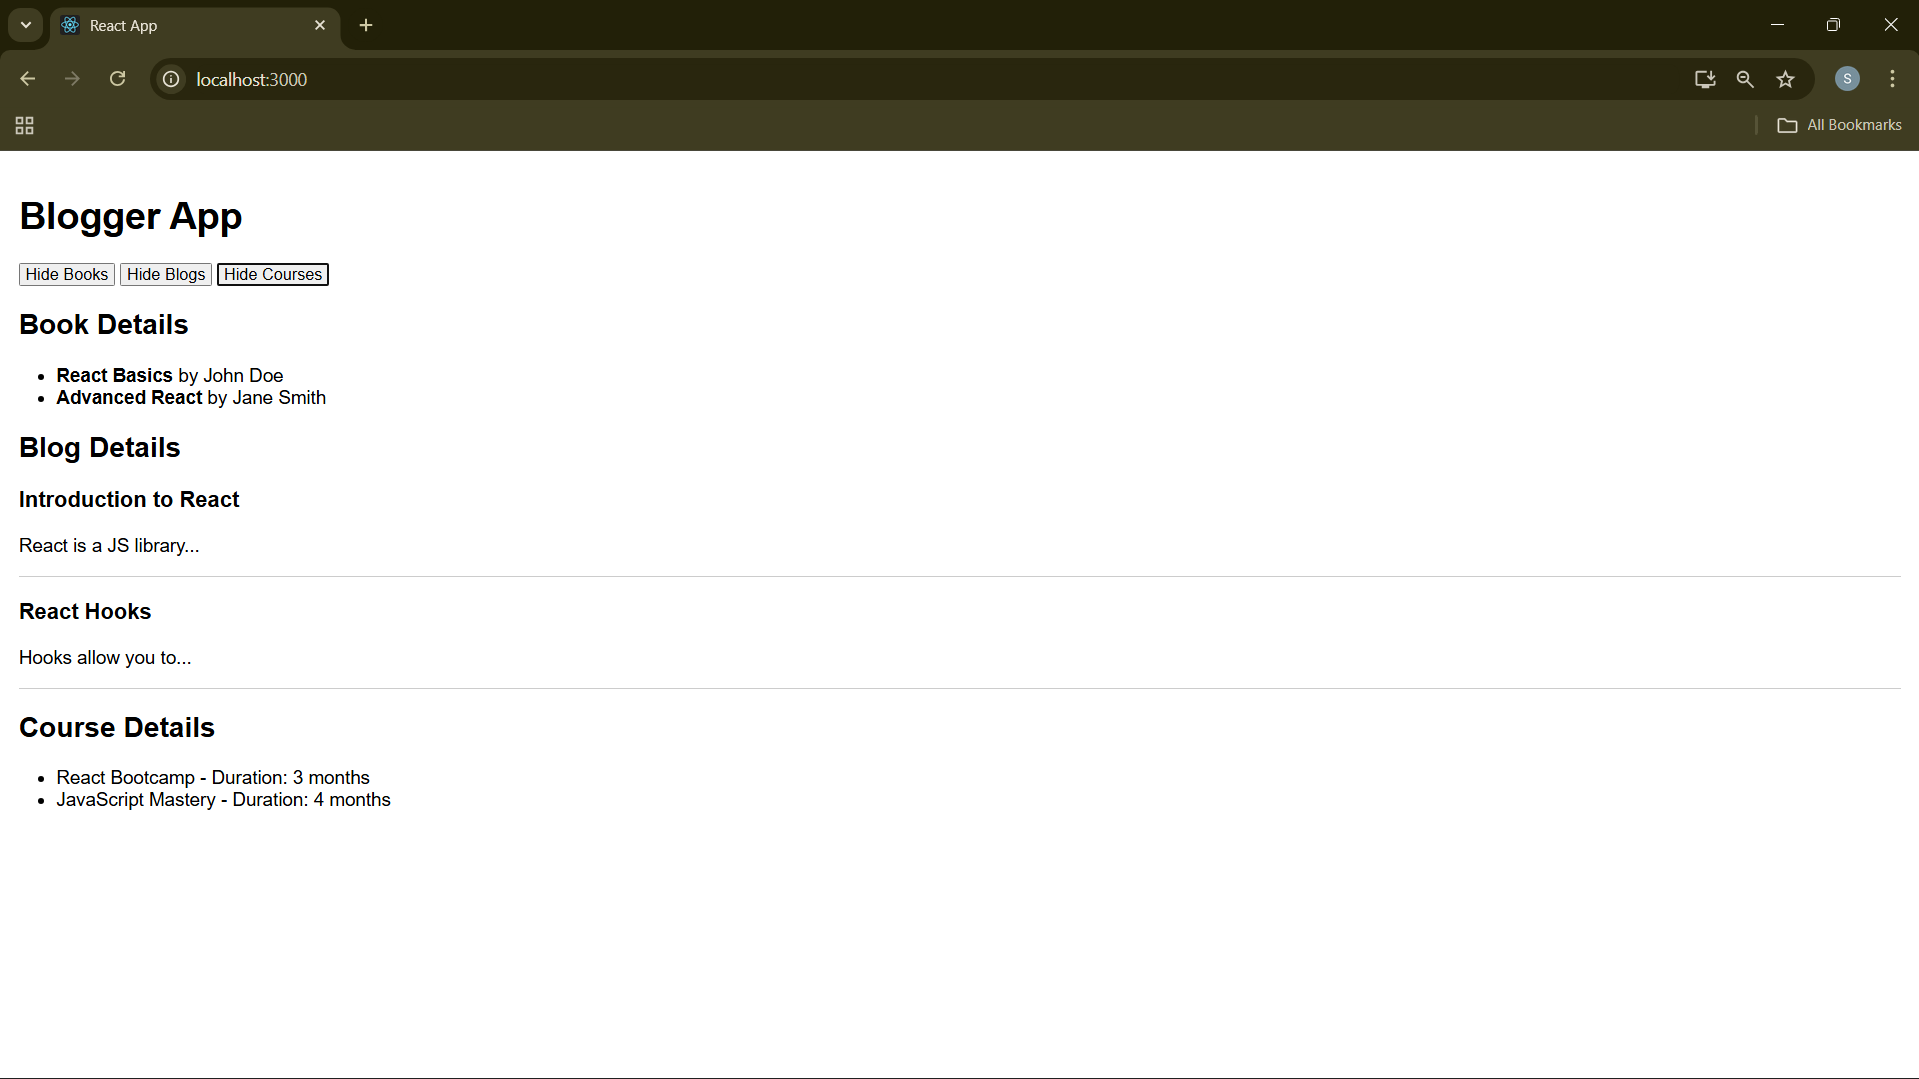 React App
localhost:3000
S
All Bookmarks
Blogger App
Hide Books Hide Blogs Hide Courses
Book Details
React Basics by John Doe
Advanced React by Jane Smith
Blog Details
Introduction to React
React is a JS library...
React Hooks
Hooks allow you to...
Course Details
React Bootcamp - Duration: 3 months
JavaScript Mastery - Duration: 4 months